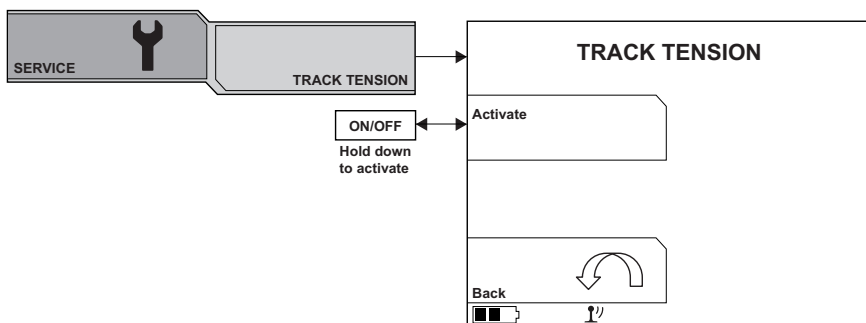 SERVICE
TRACK TENSION
TRACK TENSION
Activate
ON/OFF
Hold down
to activate
Back